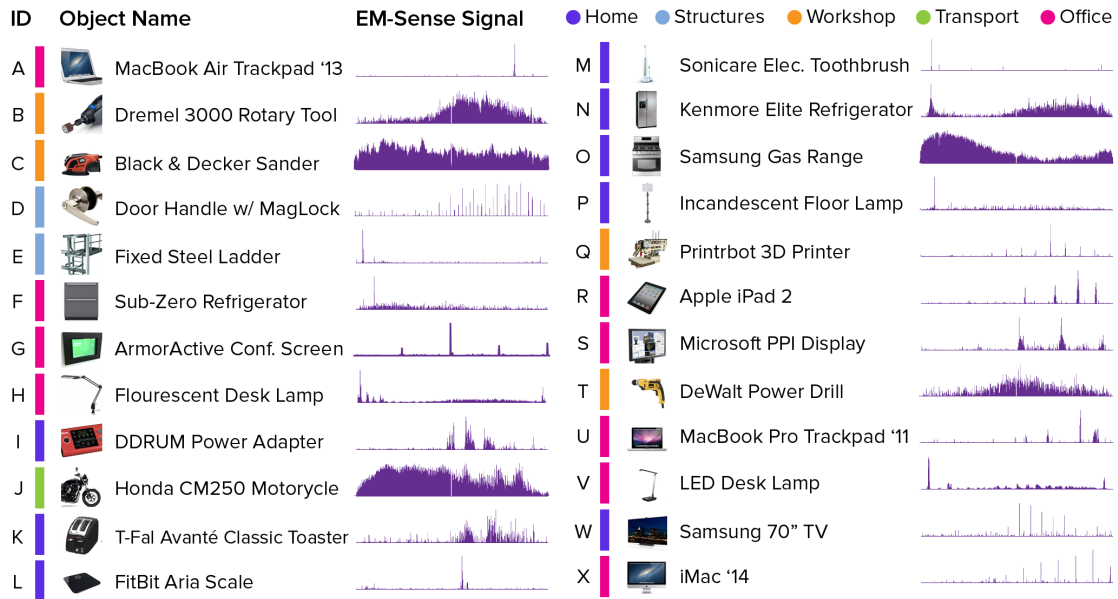 ID Object Name EM-Sense Signal
Home Structures Workshop Transport Office
A MacBook Air Trackpad ‘13
B Dremel 3000 Rotary Tool
C Black & Decker Sander
D Door Handle w/ MagLock
E Fixed Steel Ladder
F Sub-Zero Refrigerator
G ArmorActive Conf. Screen
H Flourescent Desk Lamp
I DDRUM Power Adapter
J Honda CM250 Motorycle
K T-Fal Avanté Classic Toaster
L FitBit Aria Scale
M Sonicare Elec. Toothbrush
N Kenmore Elite Refrigerator
O Samsung Gas Range
P Incandescent Floor Lamp
Q Printrbot 3D Printer
R Apple iPad 2
S Microsoft PPI Display
T DeWalt Power Drill
U MacBook Pro Trackpad ‘11
V LED Desk Lamp
W Samsung 70” TV
X iMac ‘14